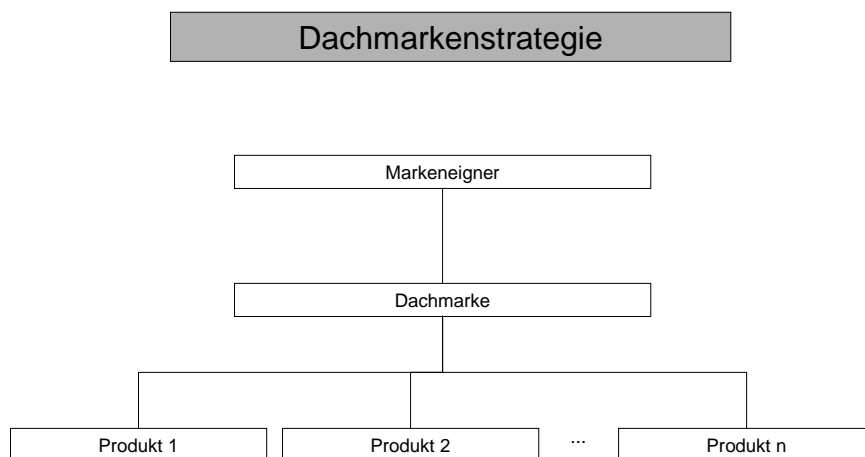 Dachmarkenstrategie
Markeneigner
Dachmarke
Produkt 1 Produkt 2 ... Produkt n